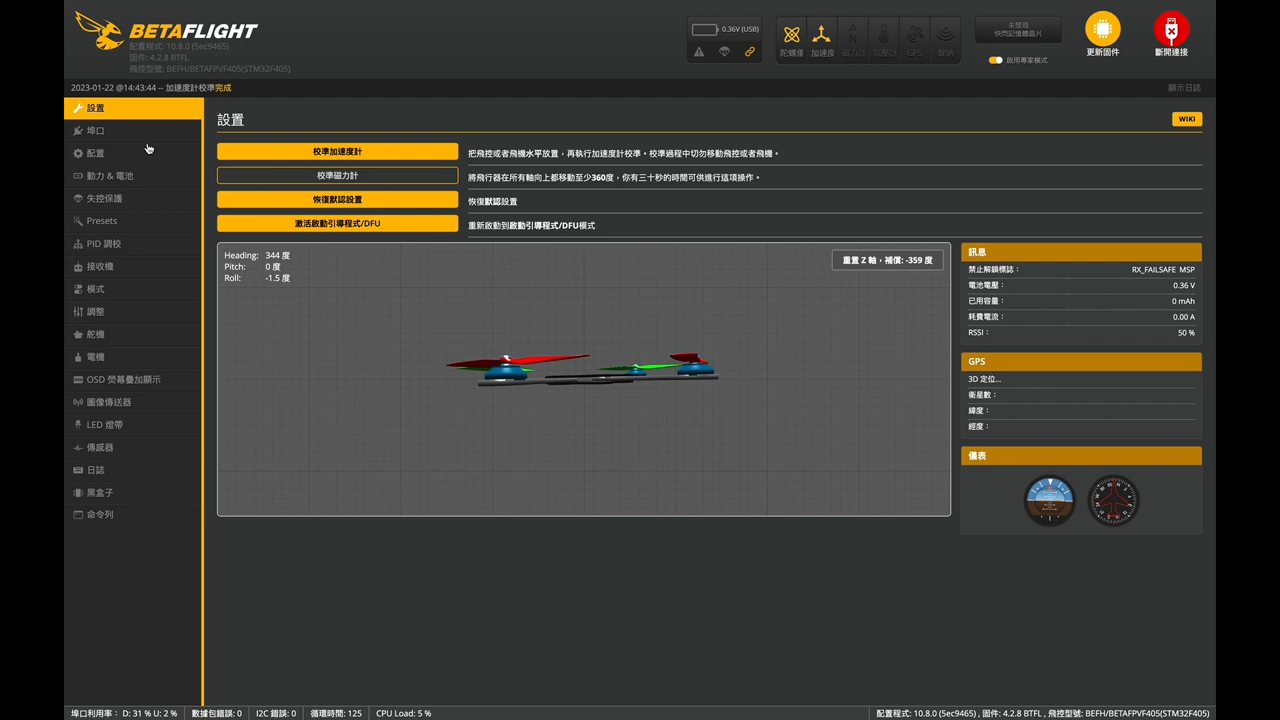 BETAFLIGHT
配置程式: 10.8.0 (5ec9465)
固件: 4.2.8 BTFL
飛控型號: BEFH/BETAFPVF405(STM32F405)
0.36V (USB)
陀螺儀
加速度
磁力計
氣壓計
GPS
聲納
未發現
快閃記憶體晶片
啟用專家模式
更新固件
斷開連接
2023-01-22 @14:43:44 -- 加速度計校準完成
顯示日誌
設置
埠口
配置
動力 & 電池
失控保護
Presets
PID 調校
接收機
模式
調整
舵機
電機
OSD 熒幕疊加顯示
圖像傳送器
LED 燈帶
傳感器
日誌
黑盒子
命令列
設置
WIKI
校準加速度計
把飛控或者飛機水平放置，再執行加速度計校準。校準過程中切勿移動飛控或者飛機。
校準磁力計
將飛行器在所有軸向上都移動至少360度，你有三十秒的時間可供進行這項操作。
恢復默認設置
恢復默認設置
激活啟動引導程式/DFU
重新啟動到啟動引導程式/DFU模式
Heading: 344 度
Pitch: 0 度
Roll: -1.5 度
重置 Z 軸，補償: -359 度
訊息
禁止解鎖標誌： RX_FAILSAFE MSP
電池電壓： 0.36 V
已用容量： 0 mAh
耗費電流： 0.00 A
RSSI： 50 %
GPS
3D 定位...
衛星數：
緯度：
經度：
儀表
埠口利用率： D: 31 % U: 2 %
數據包錯誤: 0
I2C 錯誤: 0
循環時間: 125
CPU Load: 5 %
配置程式: 10.8.0 (5ec9465) , 固件: 4.2.8 BTFL , 飛控型號: BEFH/BETAFPVF405(STM32F405)